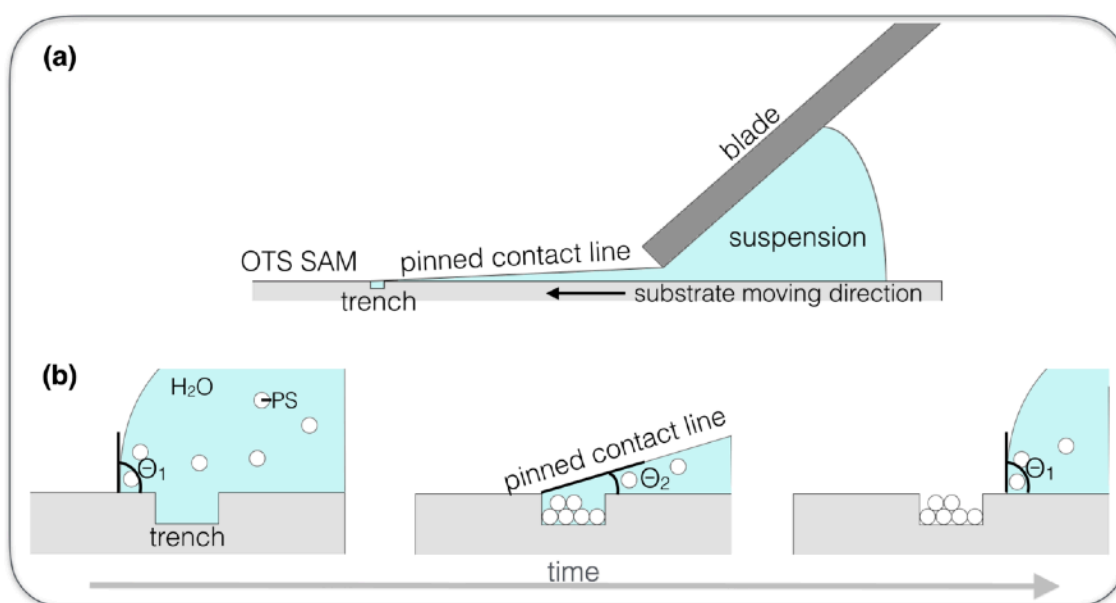 (a)
blade
suspension
OTS SAM
pinned contact line
trench
substrate moving direction
(b)
H₂O
PS
Θ₁
trench
pinned contact line
Θ₂
Θ₁
time